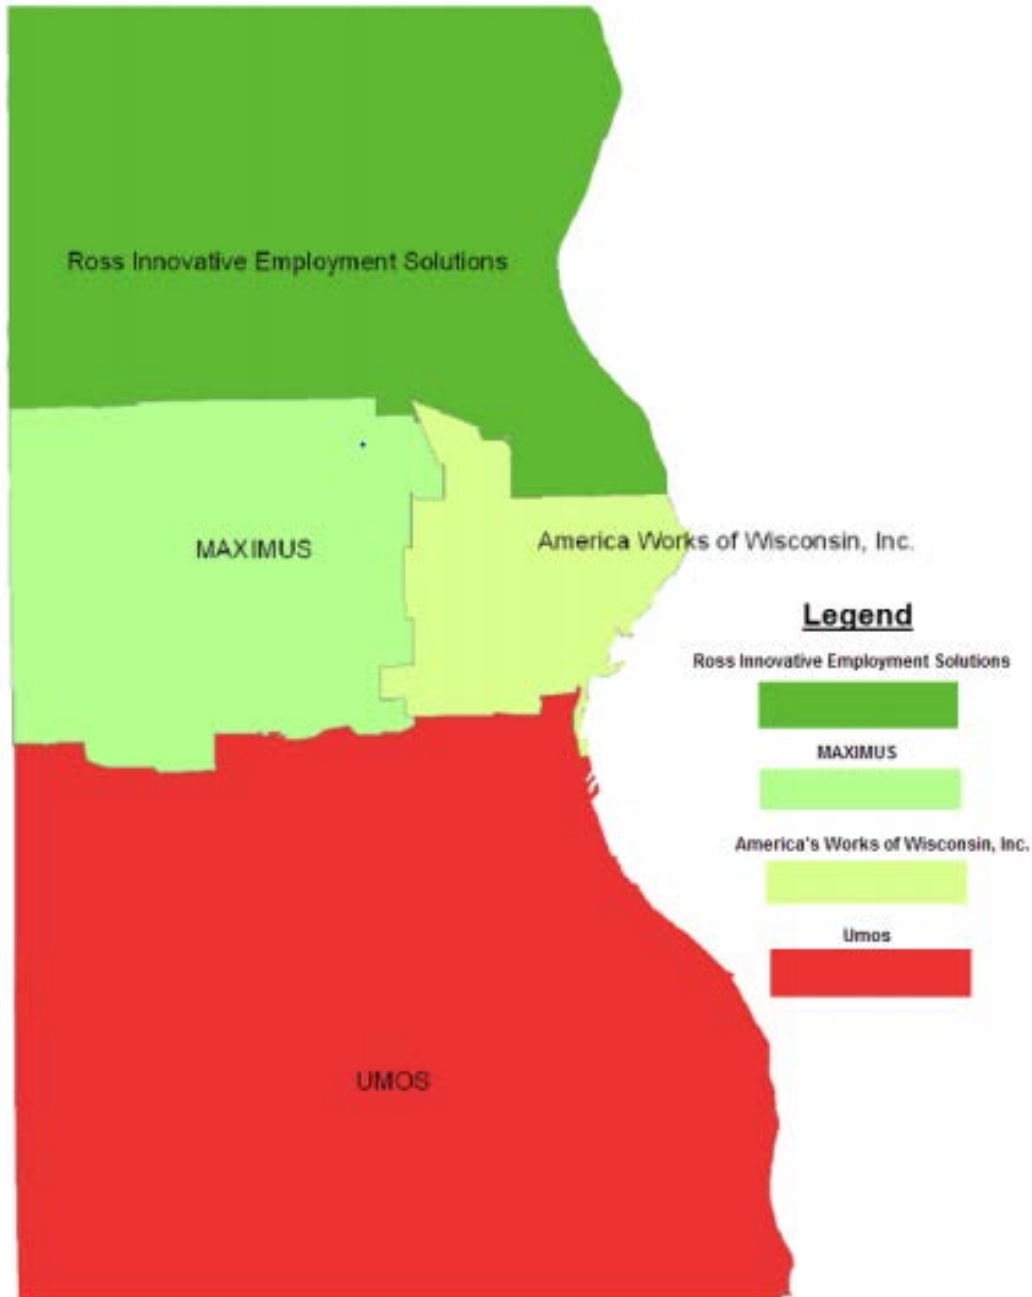 Ross Innovative Employment Solutions
MAXIMUS
America Works of Wisconsin, Inc.
UMOS
Legend
Ross Innovative Employment Solutions
MAXIMUS
America's Works of Wisconsin, Inc.
Umos